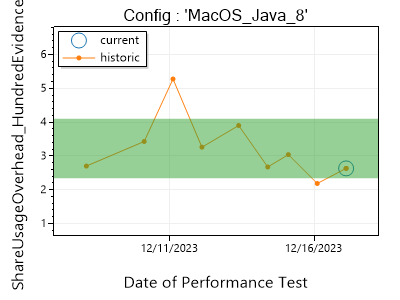 Config : 'MacOS_Java_8'
current
historic
ShareUsageOverhead_HundredEvidence
6
5
4
3
2
1
12/11/2023
12/16/2023
Date of Performance Test